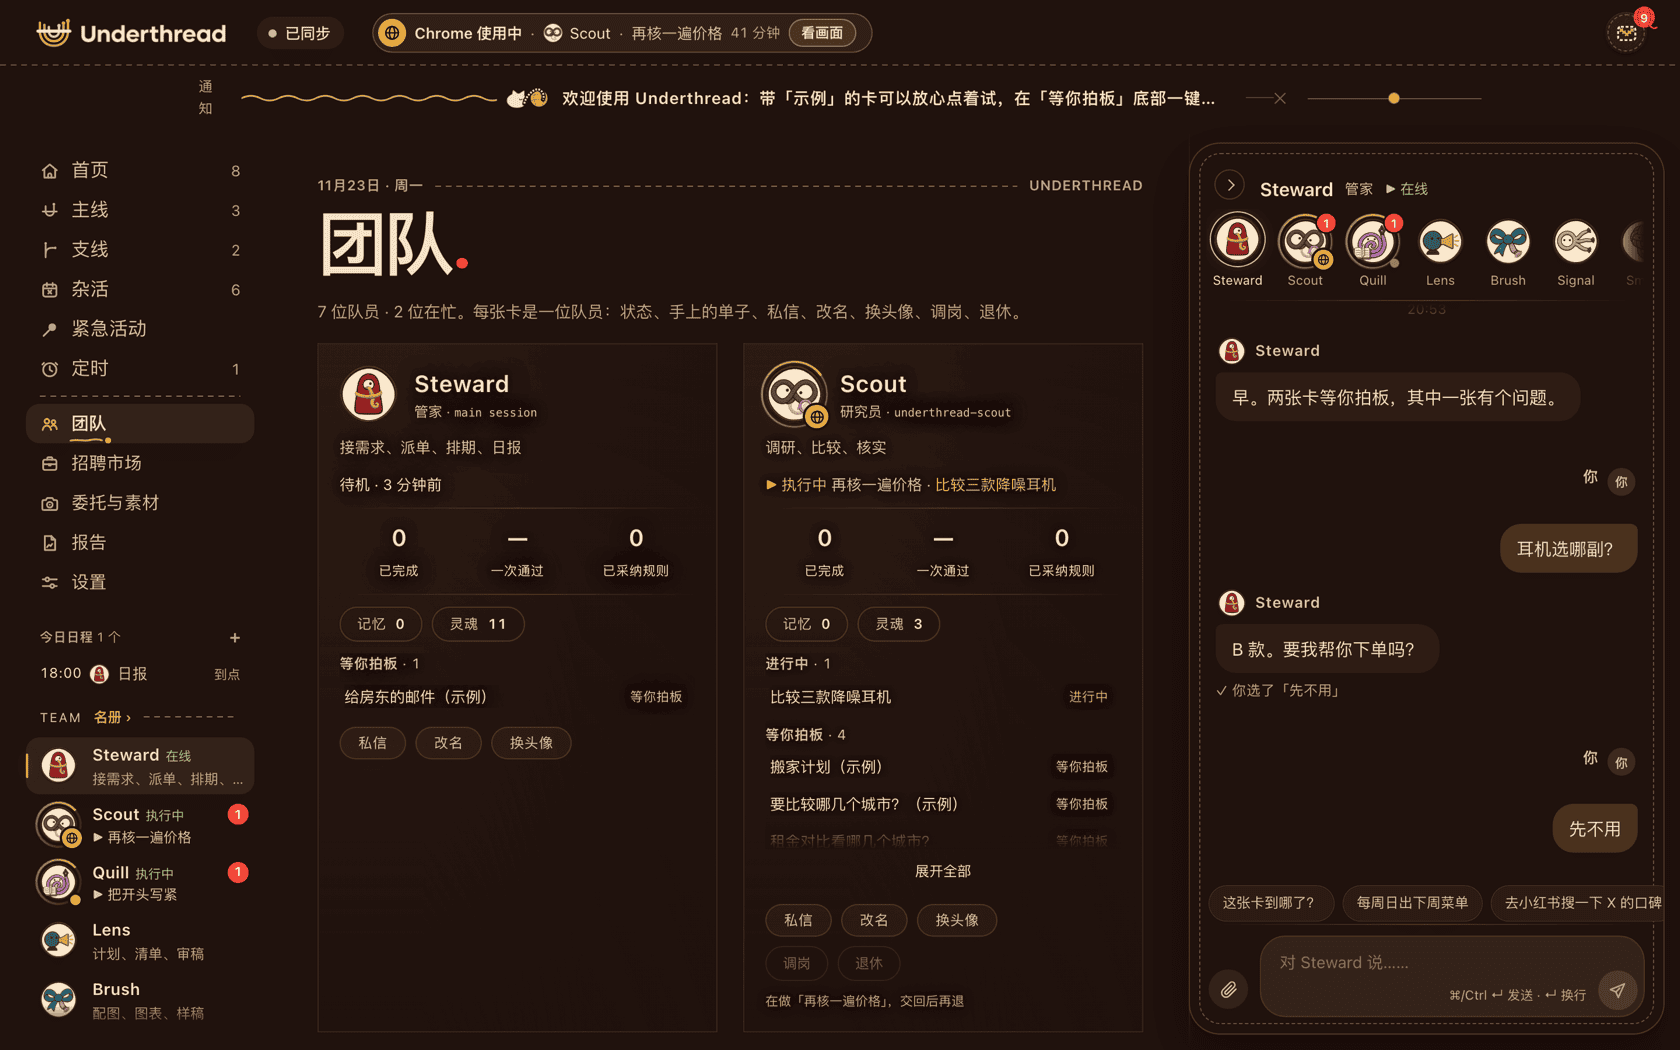 Underthread
已同步
Chrome 使用中 · Scout · 再核一遍价格 41 分钟
看画面
9
通知
欢迎使用 Underthread：带「示例」的卡可以放心点着试，在「等你拍板」底部一键...
首页 8
主线 3
支线 2
杂活 6
紧急活动
定时 1
团队
招聘市场
委托与素材
报告
设置
今日日程 1 个 +
18:00 日报 到点
TEAM 名册 ›
Steward 在线
接需求、派单、排期、...
Scout 执行中 1
▶ 再核一遍价格
Quill 执行中 1
▶ 把开头写紧
Lens
计划、清单、审稿
Brush
配图、图表、样稿
11月23日 · 周一
UNDERTHREAD
团队.
7 位队员 · 2 位在忙。每张卡是一位队员：状态、手上的单子、私信、改名、换头像、调岗、退休。
Steward
管家 · main session
接需求、派单、排期、日报
待机 · 3 分钟前
0 — 0
已完成 一次通过 已采纳规则
记忆 0 灵魂 11
等你拍板 · 1
给房东的邮件（示例） 等你拍板
私信 改名 换头像
Scout
研究员 · underthread-scout
调研、比较、核实
▶ 执行中 再核一遍价格 · 比较三款降噪耳机
0 — 0
已完成 一次通过 已采纳规则
记忆 0 灵魂 3
进行中 · 1
比较三款降噪耳机 进行中
等你拍板 · 4
搬家计划（示例） 等你拍板
要比较哪几个城市？（示例） 等你拍板
租金对比看哪几个城市？ 等你拍板
展开全部
私信 改名 换头像
调岗 退休
在做「再核一遍价格」，交回后再退
Steward 管家 ▶ 在线
1 1
Steward Scout Quill Lens Brush Signal
20:53
Steward
早。两张卡等你拍板，其中一张有个问题。
你 你
耳机选哪副？
Steward
B 款。要我帮你下单吗？
✓ 你选了「先不用」
你 你
先不用
这张卡到哪了？ 每周日出下周菜单 去小红书搜一下 X 的口碑
对 Steward 说……
⌘/Ctrl ↵ 发送 · ↵ 换行